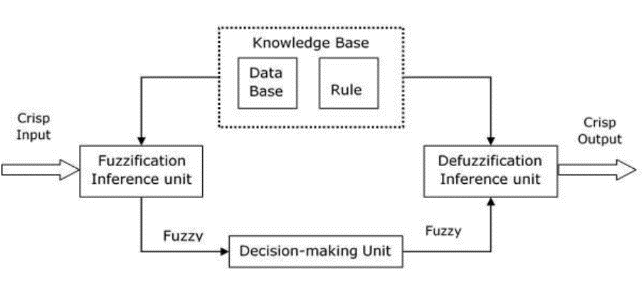 Knowledge Base
Data
Base
Rule
Crisp
Input
Fuzzification
Inference unit
Defuzzification
Inference unit
Crisp
Output
Fuzzy
Decision-making Unit
Fuzzy